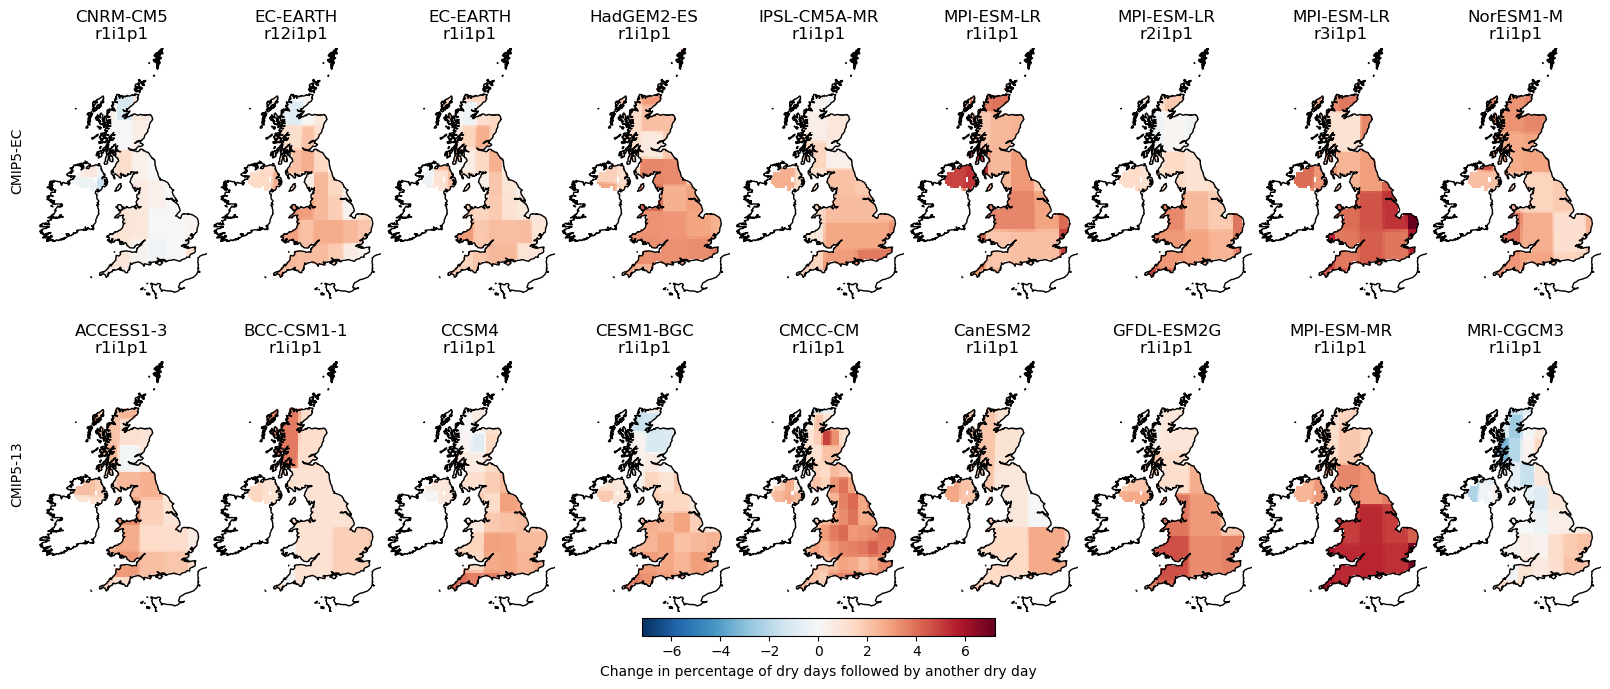 CNRM-CM5 EC-EARTH EC-EARTH HadGEM2-ES IPSL-CM5A-MR MPI-ESM-LR MPI-ESM-LR MPI-ESM-LR NorESM1-M
r1i1p1 r12i1p1 r1i1p1 r1i1p1 r1i1p1 r1i1p1 r2i1p1 r3i1p1 r1i1p1
CMIP5-EC
ACCESS1-3 BCC-CSM1-1 CCSM4 CESM1-BGC CMCC-CM CanESM2 GFDL-ESM2G MPI-ESM-MR MRI-CGCM3
r1i1p1 r1i1p1 r1i1p1 r1i1p1 r1i1p1 r1i1p1 r1i1p1 r1i1p1 r1i1p1
CMIP5-13
−6 −4 −2 0 2 4 6
Change in percentage of dry days followed by another dry day